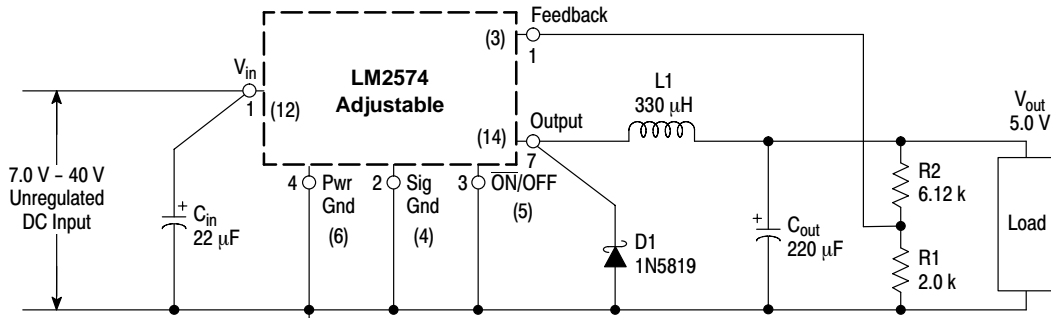 Feedback
(3)
1
V_in
1
(12)
LM2574
Adjustable
L1
330 μH
Output
(14)
7
V_out
5.0 V
7.0 V – 40 V
Unregulated
DC Input
+
C_in
22 μF
4
Pwr
Gnd
(6)
2
Sig
Gnd
(4)
3
O̅N̅/OFF
(5)
D1
1N5819
+
C_out
220 μF
R2
6.12 k
R1
2.0 k
Load